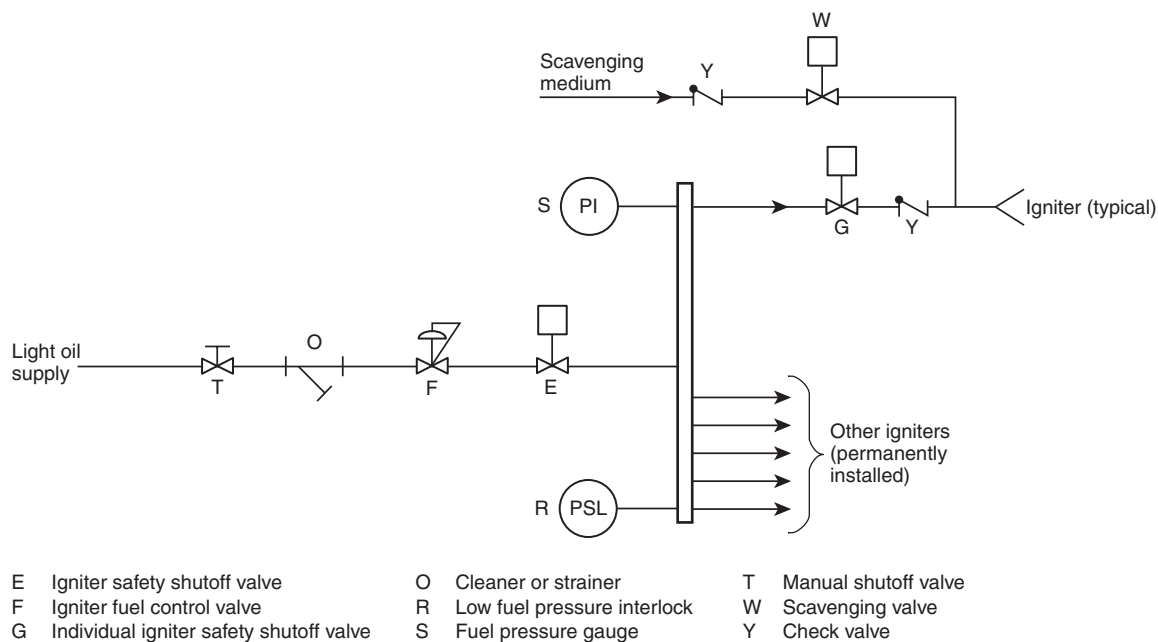 W
Scavenging
medium
Y
S
PI
G
Y
Igniter (typical)
Light oil
supply
T
O
F
E
Other igniters
(permanently
installed)
R
PSL
E Igniter safety shutoff valve
F Igniter fuel control valve
G Individual igniter safety shutoff valve
O Cleaner or strainer
R Low fuel pressure interlock
S Fuel pressure gauge
T Manual shutoff valve
W Scavenging valve
Y Check valve